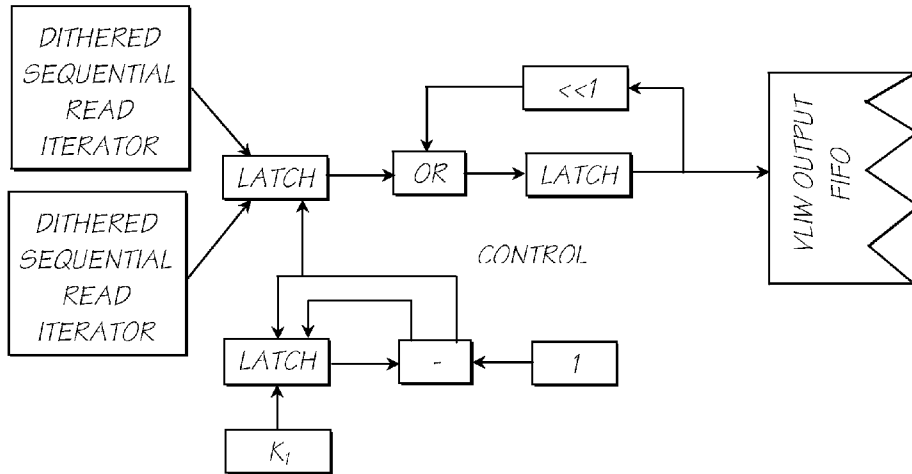 DITHERED
SEQUENTIAL
READ
ITERATOR
<<1
LATCH
OR
LATCH
VLIW OUTPUT
FIFO
DITHERED
SEQUENTIAL
READ
ITERATOR
CONTROL
LATCH
-
1
K₁